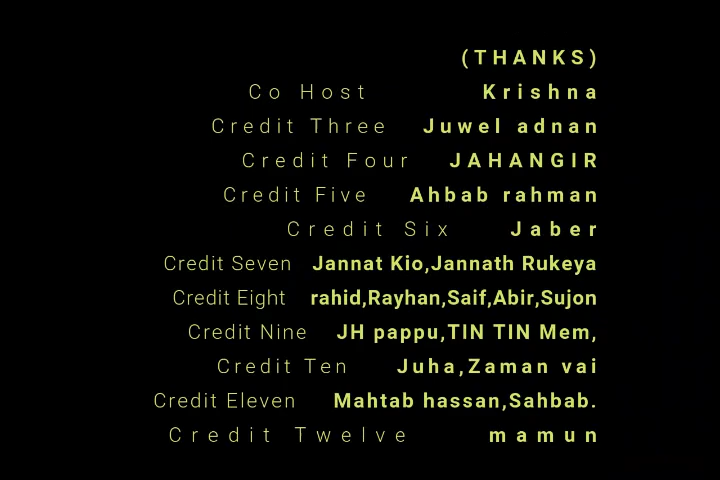 (THANKS)
Co Host Krishna
Credit Three Juwel adnan
Credit Four JAHANGIR
Credit Five Ahbab rahman
Credit Six Jaber
Credit Seven Jannat Kio,Jannath Rukeya
Credit Eight rahid,Rayhan,Saif,Abir,Sujon
Credit Nine JH pappu,TIN TIN Mem,
Credit Ten Juha,Zaman vai
Credit Eleven Mahtab hassan,Sahbab.
Credit Twelve mamun